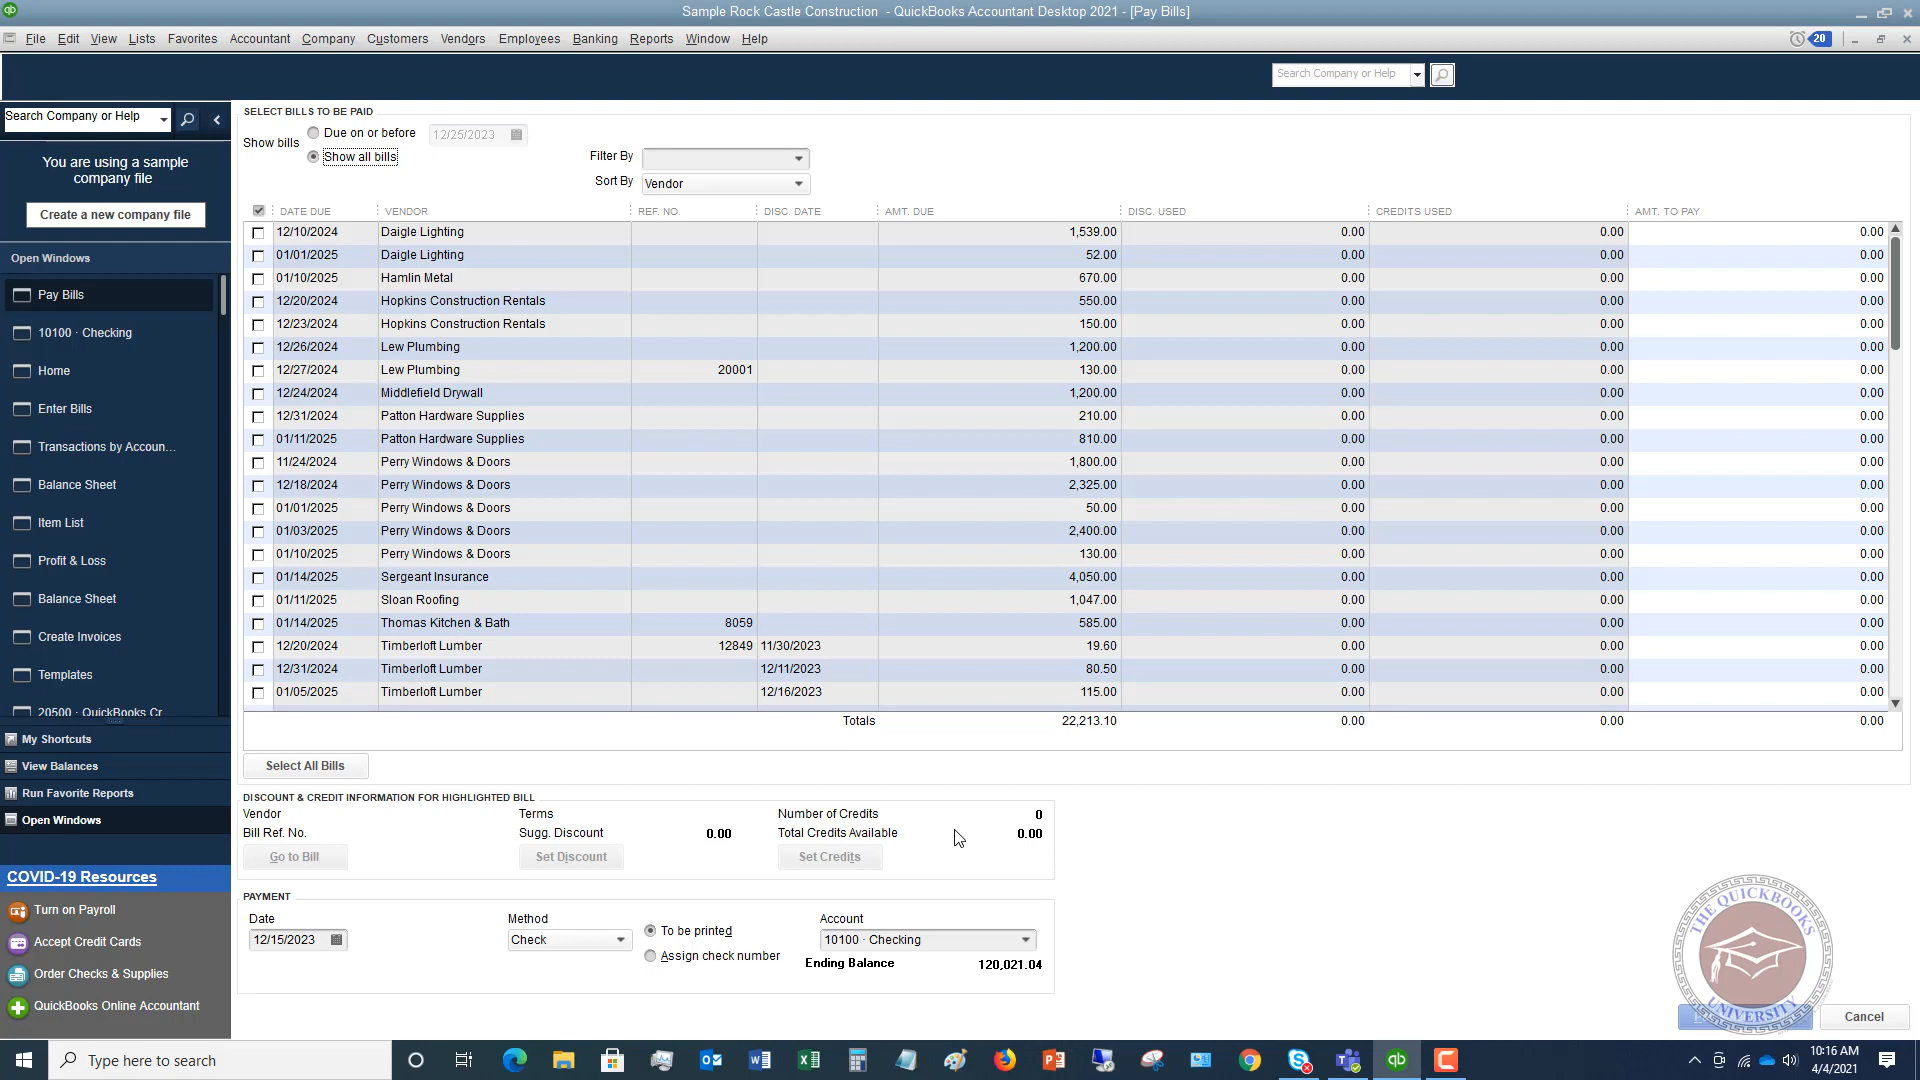 Sample Rock Castle Construction - QuickBooks Accountant Desktop 2021 - [Pay Bills]
File Edit View Lists Favorites Accountant Company Customers Vendors Employees Banking Reports Window Help
20
Search Company or Help
Search Company or Help
You are using a sample
company file
Create a new company file
Open Windows
Pay Bills
10100 · Checking
Home
Enter Bills
Transactions by Accoun...
Balance Sheet
Item List
Profit & Loss
Balance Sheet
Create Invoices
Templates
20500 · QuickBooks Cr
My Shortcuts
View Balances
Run Favorite Reports
Open Windows
COVID-19 Resources
Turn on Payroll
Accept Credit Cards
Order Checks & Supplies
QuickBooks Online Accountant
SELECT BILLS TO BE PAID
Show bills
Due on or before 12/25/2023
Show all bills
Filter By
Sort By Vendor
DATE DUE VENDOR REF. NO. DISC. DATE AMT. DUE DISC. USED CREDITS USED AMT. TO PAY
12/10/2024 Daigle Lighting 1,539.00 0.00 0.00 0.00
01/01/2025 Daigle Lighting 52.00 0.00 0.00 0.00
01/10/2025 Hamlin Metal 670.00 0.00 0.00 0.00
12/20/2024 Hopkins Construction Rentals 550.00 0.00 0.00 0.00
12/23/2024 Hopkins Construction Rentals 150.00 0.00 0.00 0.00
12/26/2024 Lew Plumbing 1,200.00 0.00 0.00 0.00
12/27/2024 Lew Plumbing 20001 130.00 0.00 0.00 0.00
12/24/2024 Middlefield Drywall 1,200.00 0.00 0.00 0.00
12/31/2024 Patton Hardware Supplies 210.00 0.00 0.00 0.00
01/11/2025 Patton Hardware Supplies 810.00 0.00 0.00 0.00
11/24/2024 Perry Windows & Doors 1,800.00 0.00 0.00 0.00
12/18/2024 Perry Windows & Doors 2,325.00 0.00 0.00 0.00
01/01/2025 Perry Windows & Doors 50.00 0.00 0.00 0.00
01/03/2025 Perry Windows & Doors 2,400.00 0.00 0.00 0.00
01/10/2025 Perry Windows & Doors 130.00 0.00 0.00 0.00
01/14/2025 Sergeant Insurance 4,050.00 0.00 0.00 0.00
01/11/2025 Sloan Roofing 1,047.00 0.00 0.00 0.00
01/14/2025 Thomas Kitchen & Bath 8059 585.00 0.00 0.00 0.00
12/20/2024 Timberloft Lumber 12849 11/30/2023 19.60 0.00 0.00 0.00
12/31/2024 Timberloft Lumber 12/11/2023 80.50 0.00 0.00 0.00
01/05/2025 Timberloft Lumber 12/16/2023 115.00 0.00 0.00 0.00
Totals 22,213.10 0.00 0.00 0.00
Select All Bills
DISCOUNT & CREDIT INFORMATION FOR HIGHLIGHTED BILL
Vendor Terms Number of Credits 0
Bill Ref. No. Sugg. Discount 0.00 Total Credits Available 0.00
Go to Bill Set Discount Set Credits
PAYMENT
Date Method Account
12/15/2023 Check To be printed 10100 · Checking
Assign check number Ending Balance 120,021.04
THE QUICKBOOKS
UNIVERSITY
Cancel
Type here to search
10:16 AM
4/4/2021